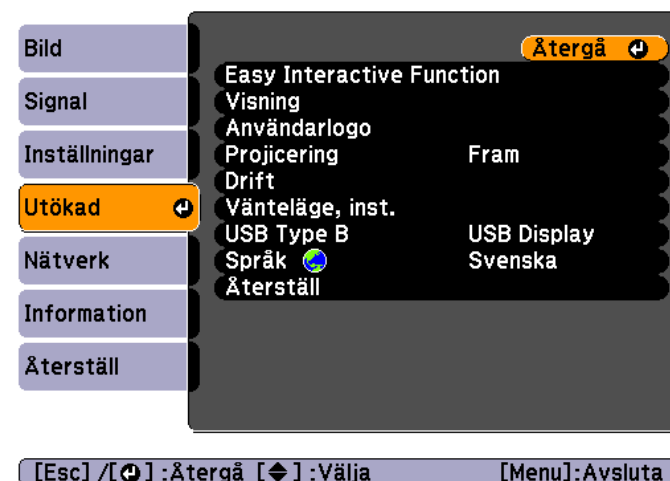 Bild
Signal
Inställningar
Utökad
Nätverk
Information
Återställ
Återgå
Easy Interactive Function
Visning
Användarlogo
Projicering Fram
Drift
Vänteläge, inst.
USB Type B USB Display
Språk Svenska
Återställ
[Esc] /[⏎] :Återgå [◆] :Välja [Menu]:Avsluta